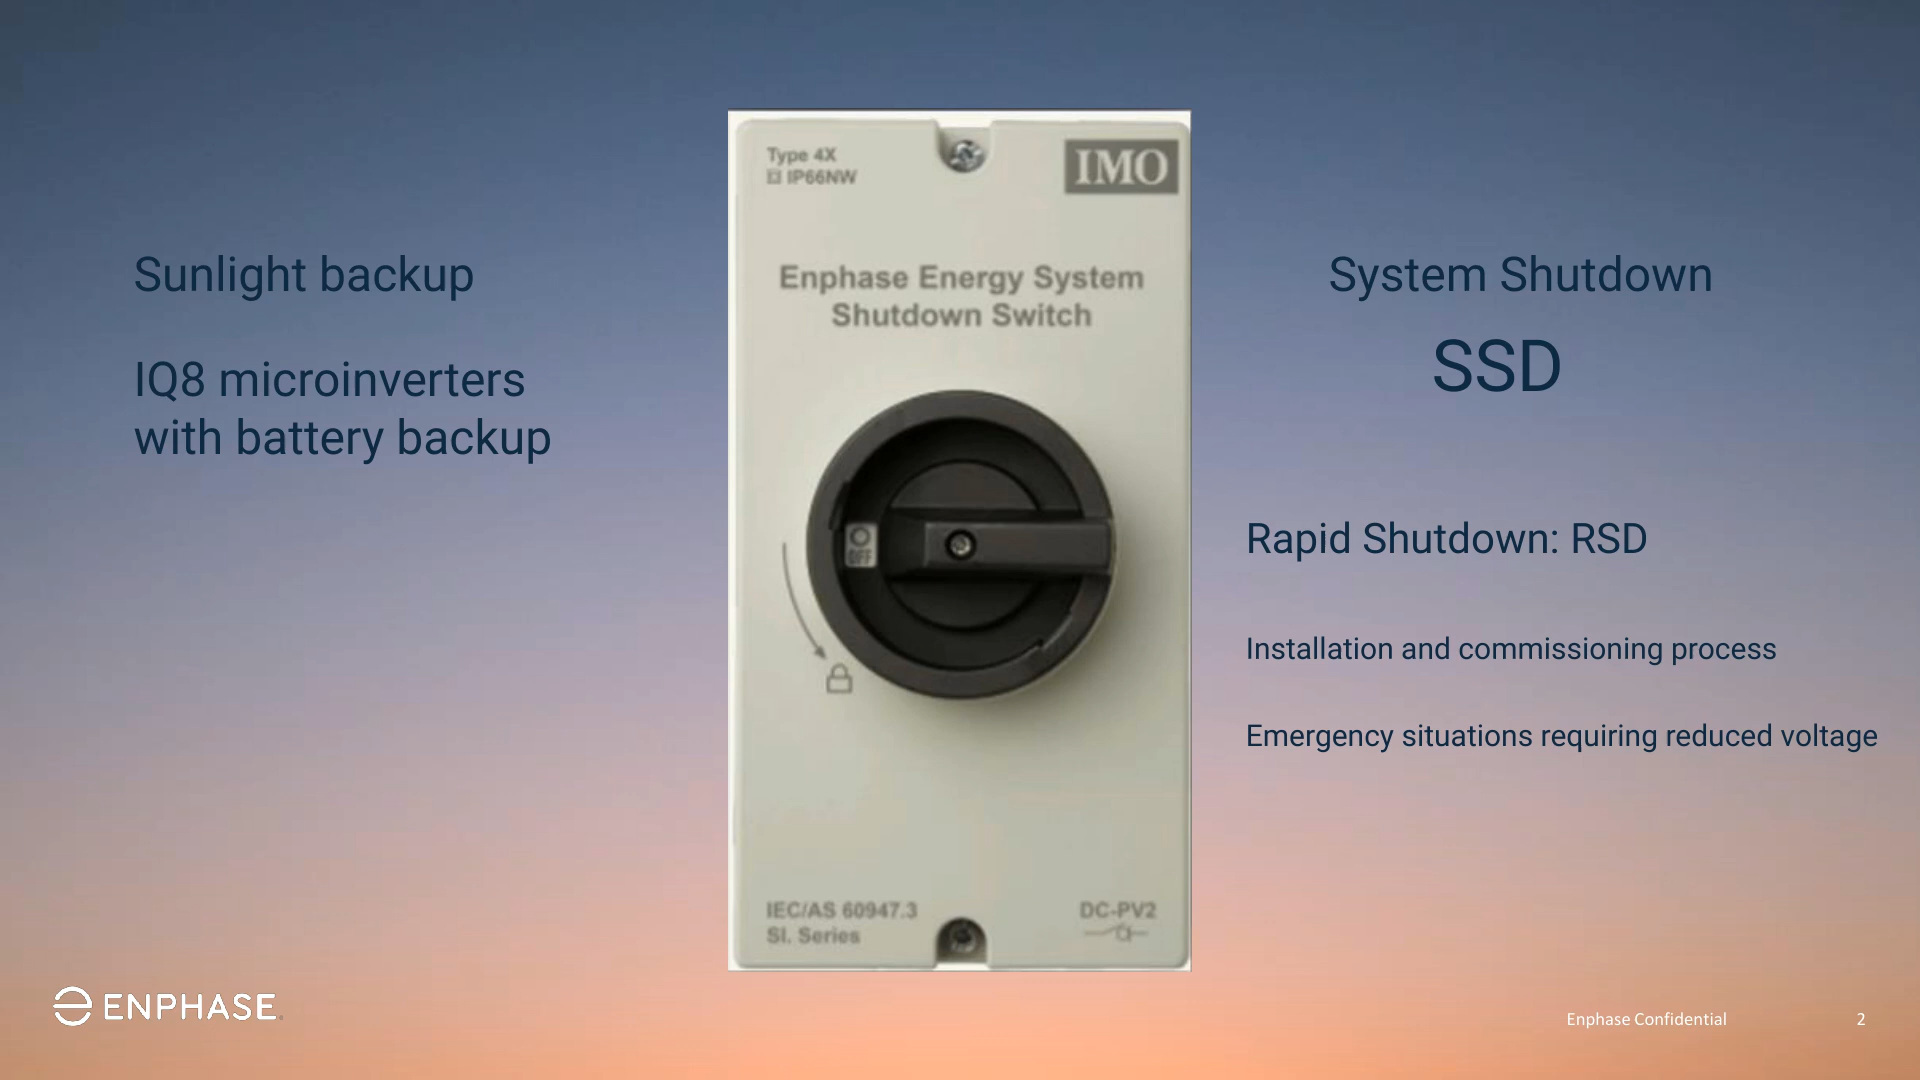 Sunlight backup
IQ8 microinverters
with battery backup
Type 4X
IP66NW
IMO
Enphase Energy System
Shutdown Switch
OFF
IEC/AS 60947.3
SI. Series
DC-PV2
System Shutdown
SSD
Rapid Shutdown: RSD
Installation and commissioning process
Emergency situations requiring reduced voltage
ENPHASE
Enphase Confidential
2